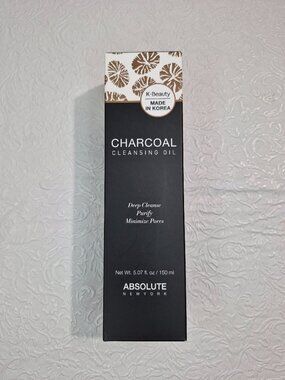 K-Beauty
MADE
IN KOREA
CHARCOAL
CLEANSING OIL
Deep Cleanse
Purify
Minimize Pores
Net Wt. 5.07 fl. oz / 150 ml
ABSOLUTE
NEW YORK